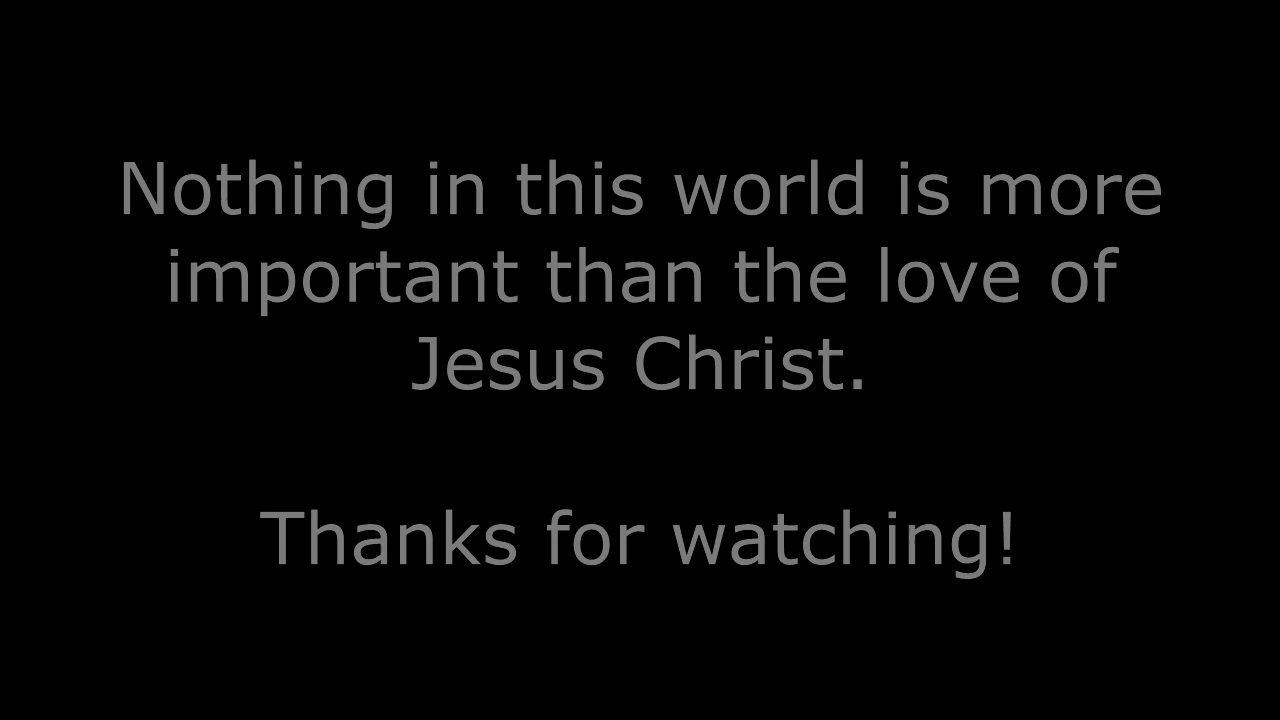 Nothing in this world is more
important than the love of
Jesus Christ.
Thanks for watching!